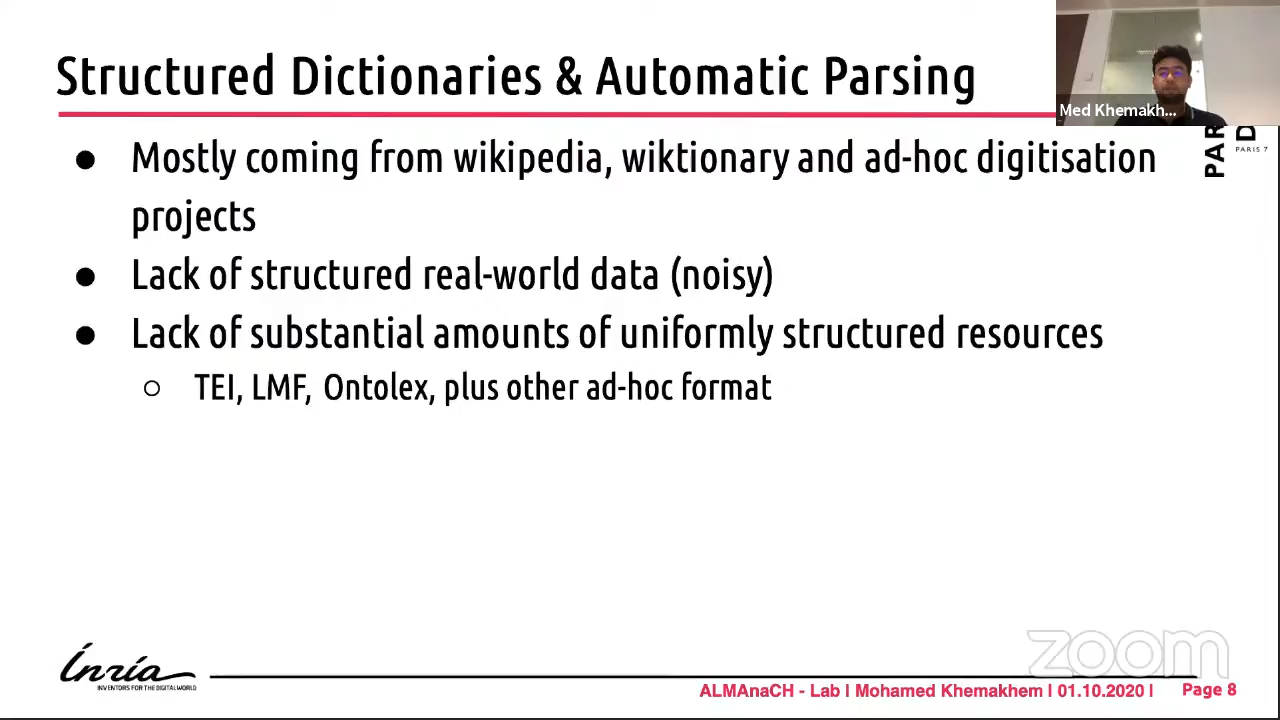 Structured Dictionaries & Automatic Parsing
Med Khemakh...
PAR
D
PARIS 7
● Mostly coming from wikipedia, wiktionary and ad-hoc digitisation
projects
● Lack of structured real-world data (noisy)
● Lack of substantial amounts of uniformly structured resources
○ TEI, LMF, Ontolex, plus other ad-hoc format
Inria
INVENTORS FOR THE DIGITAL WORLD
zoom
ALMAnaCH - Lab | Mohamed Khemakhem | 01.10.2020 |
Page 8